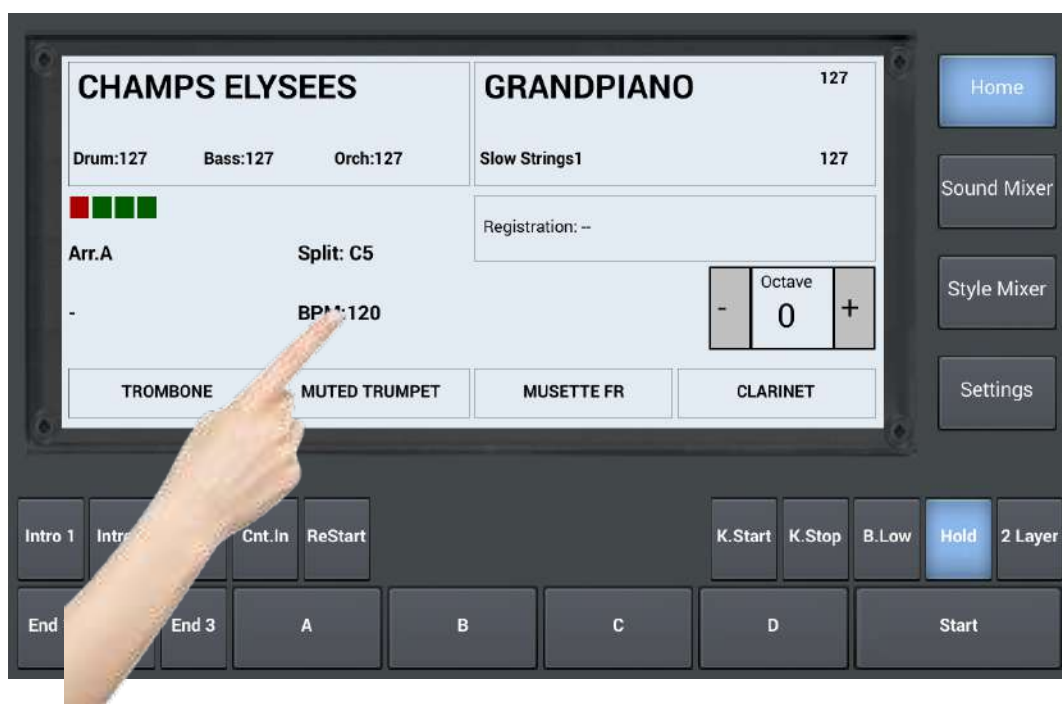 CHAMPS ELYSEES
Drum:127 Bass:127 Orch:127
GRANDPIANO 127
Slow Strings1 127
Arr.A Split: C5
- BPM:120
Registration: --
Octave
- 0 +
TROMBONE MUTED TRUMPET MUSETTE FR CLARINET
Home
Sound Mixer
Style Mixer
Settings
Intro 1 Cnt.In ReStart K.Start K.Stop B.Low Hold 2 Layer
End End 3 A B C D Start